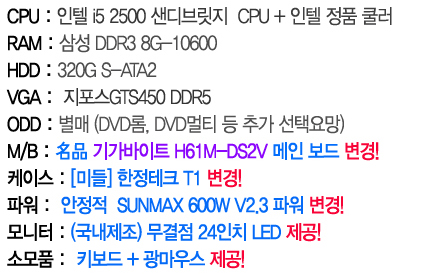 CPU : 인텔 i5 2500 샌디브릿지 CPU + 인텔 정품 쿨러
RAM : 삼성 DDR3 8G-10600
HDD : 320G S-ATA2
VGA : 지포스GTS450 DDR5
ODD : 별매 (DVD롬, DVD멀티 등 추가 선택요망)
M/B : 名品 기가바이트 H61M-DS2V 메인 보드 변경!
케이스 : [미들] 한정테크 T1 변경!
파워 : 안정적 SUNMAX 600W V2,3 파워 변경!
모니터 : (국내제조) 무결점 24인치 LED 제공!
소모품 : 키보드 + 광마우스 제공!